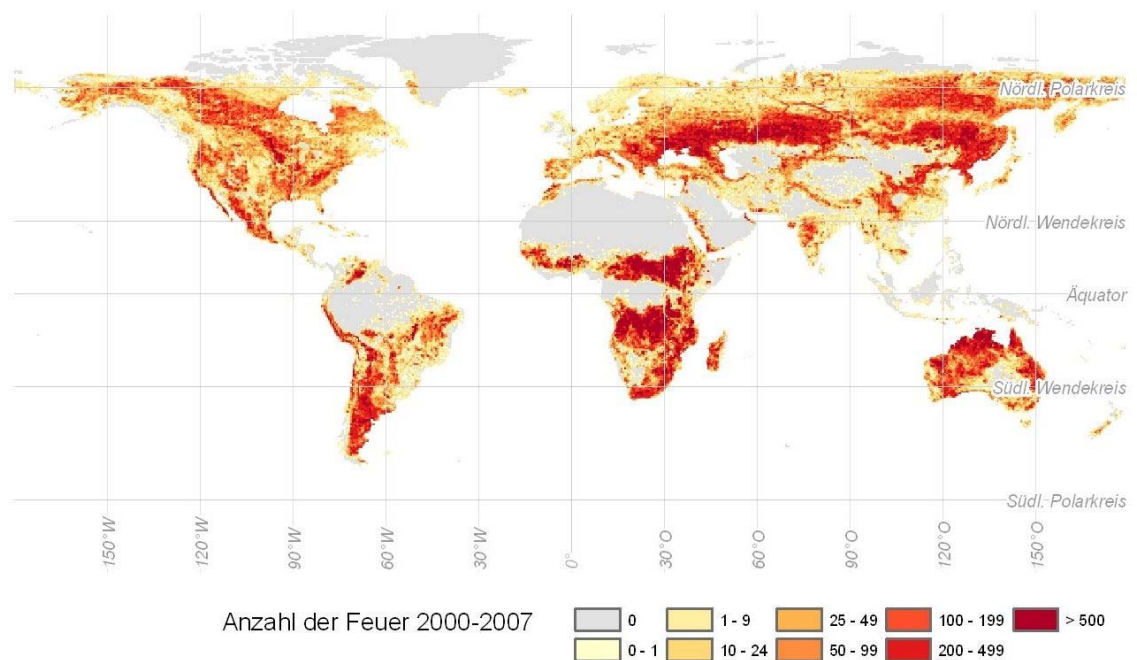 Nördl. Polarkreis
Nördl. Wendekreis
Äquator
Südl. Wendekreis
Südl. Polarkreis
150°W
120°W
90°W
60°W
30°W
0°
30°O
60°O
90°O
120°O
150°O
Anzahl der Feuer 2000-2007
0
1 - 9
25 - 49
100 - 199
> 500
0 - 1
10 - 24
50 - 99
200 - 499